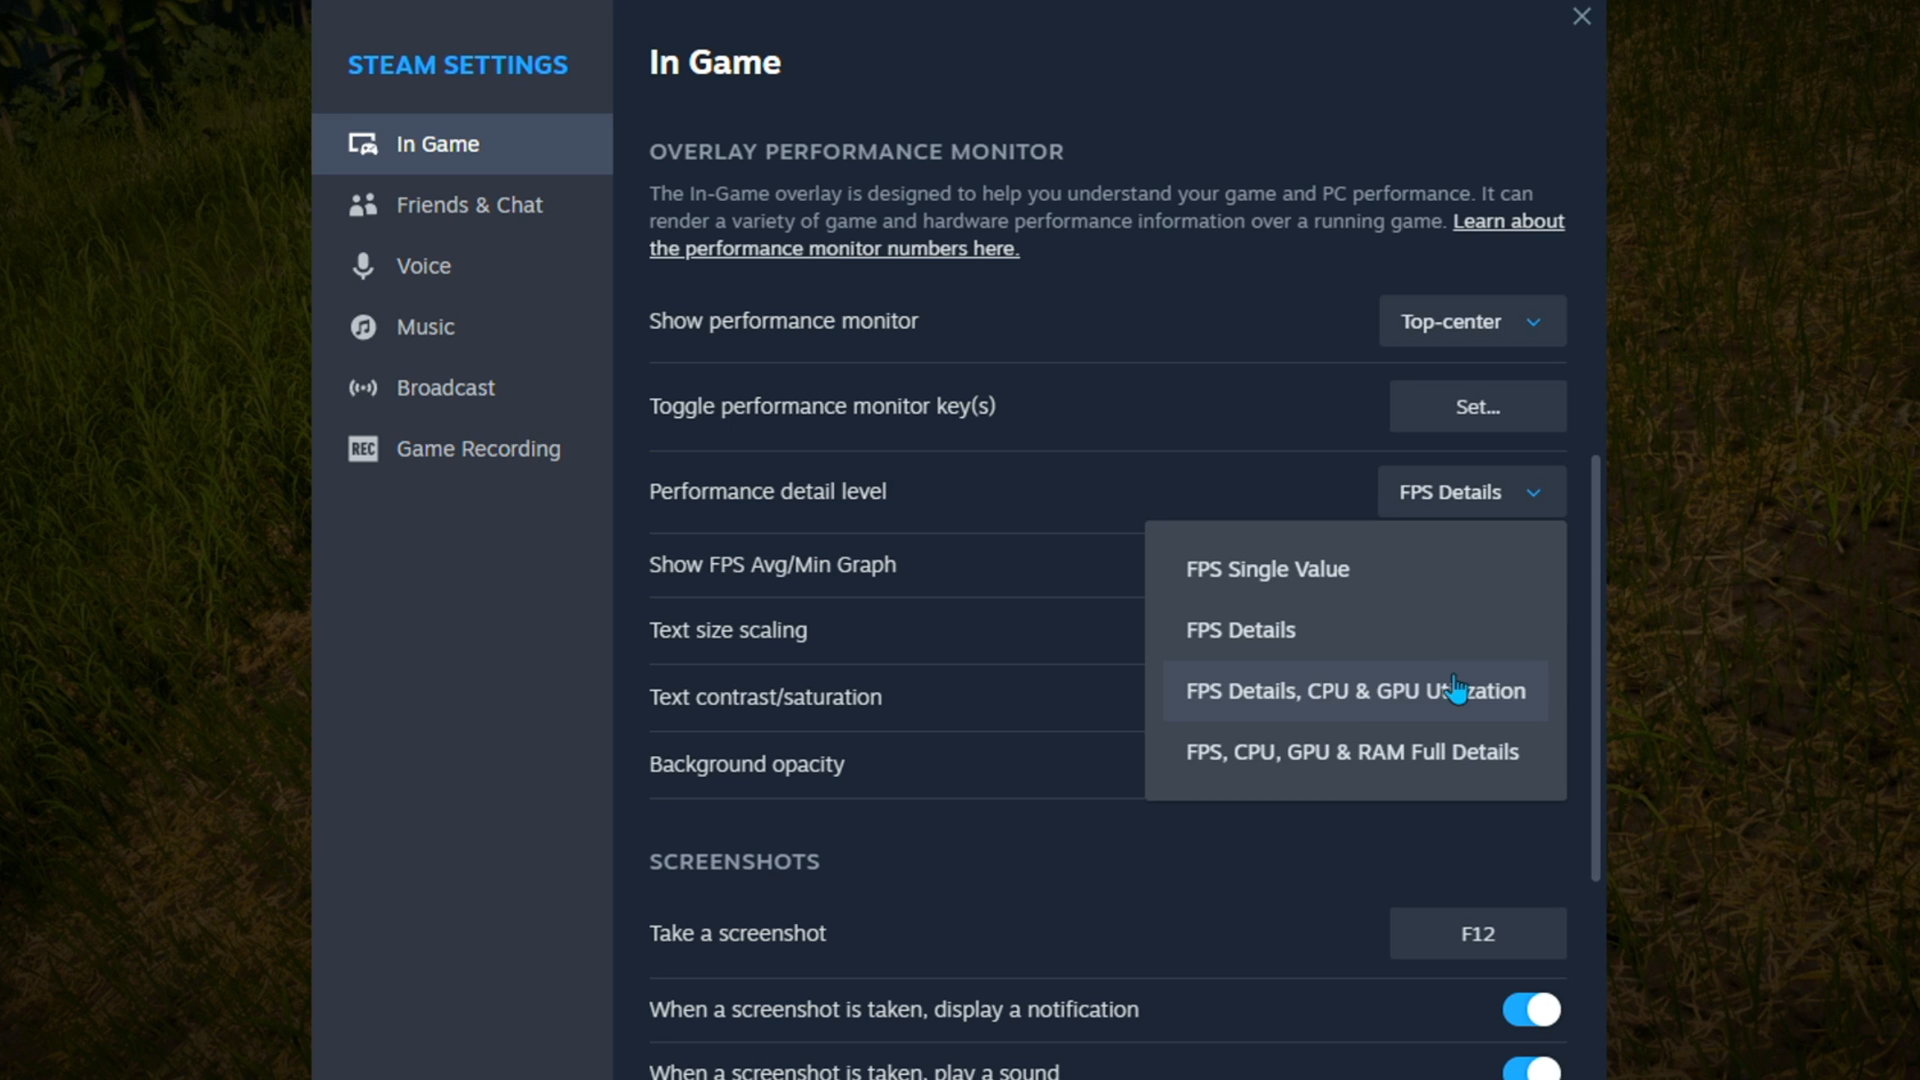 STEAM SETTINGS
In Game
Friends & Chat
Voice
Music
Broadcast
REC
Game Recording
In Game
OVERLAY PERFORMANCE MONITOR
The In-Game overlay is designed to help you understand your game and PC performance. It can
render a variety of game and hardware performance information over a running game. Learn about
the performance monitor numbers here.
Show performance monitor
Top-center
Toggle performance monitor key(s)
Set...
Performance detail level
FPS Details
Show FPS Avg/Min Graph
Text size scaling
Text contrast/saturation
Background opacity
FPS Single Value
FPS Details
FPS Details, CPU & GPU Utilization
FPS, CPU, GPU & RAM Full Details
SCREENSHOTS
Take a screenshot
F12
When a screenshot is taken, display a notification
When a screenshot is taken, play a sound